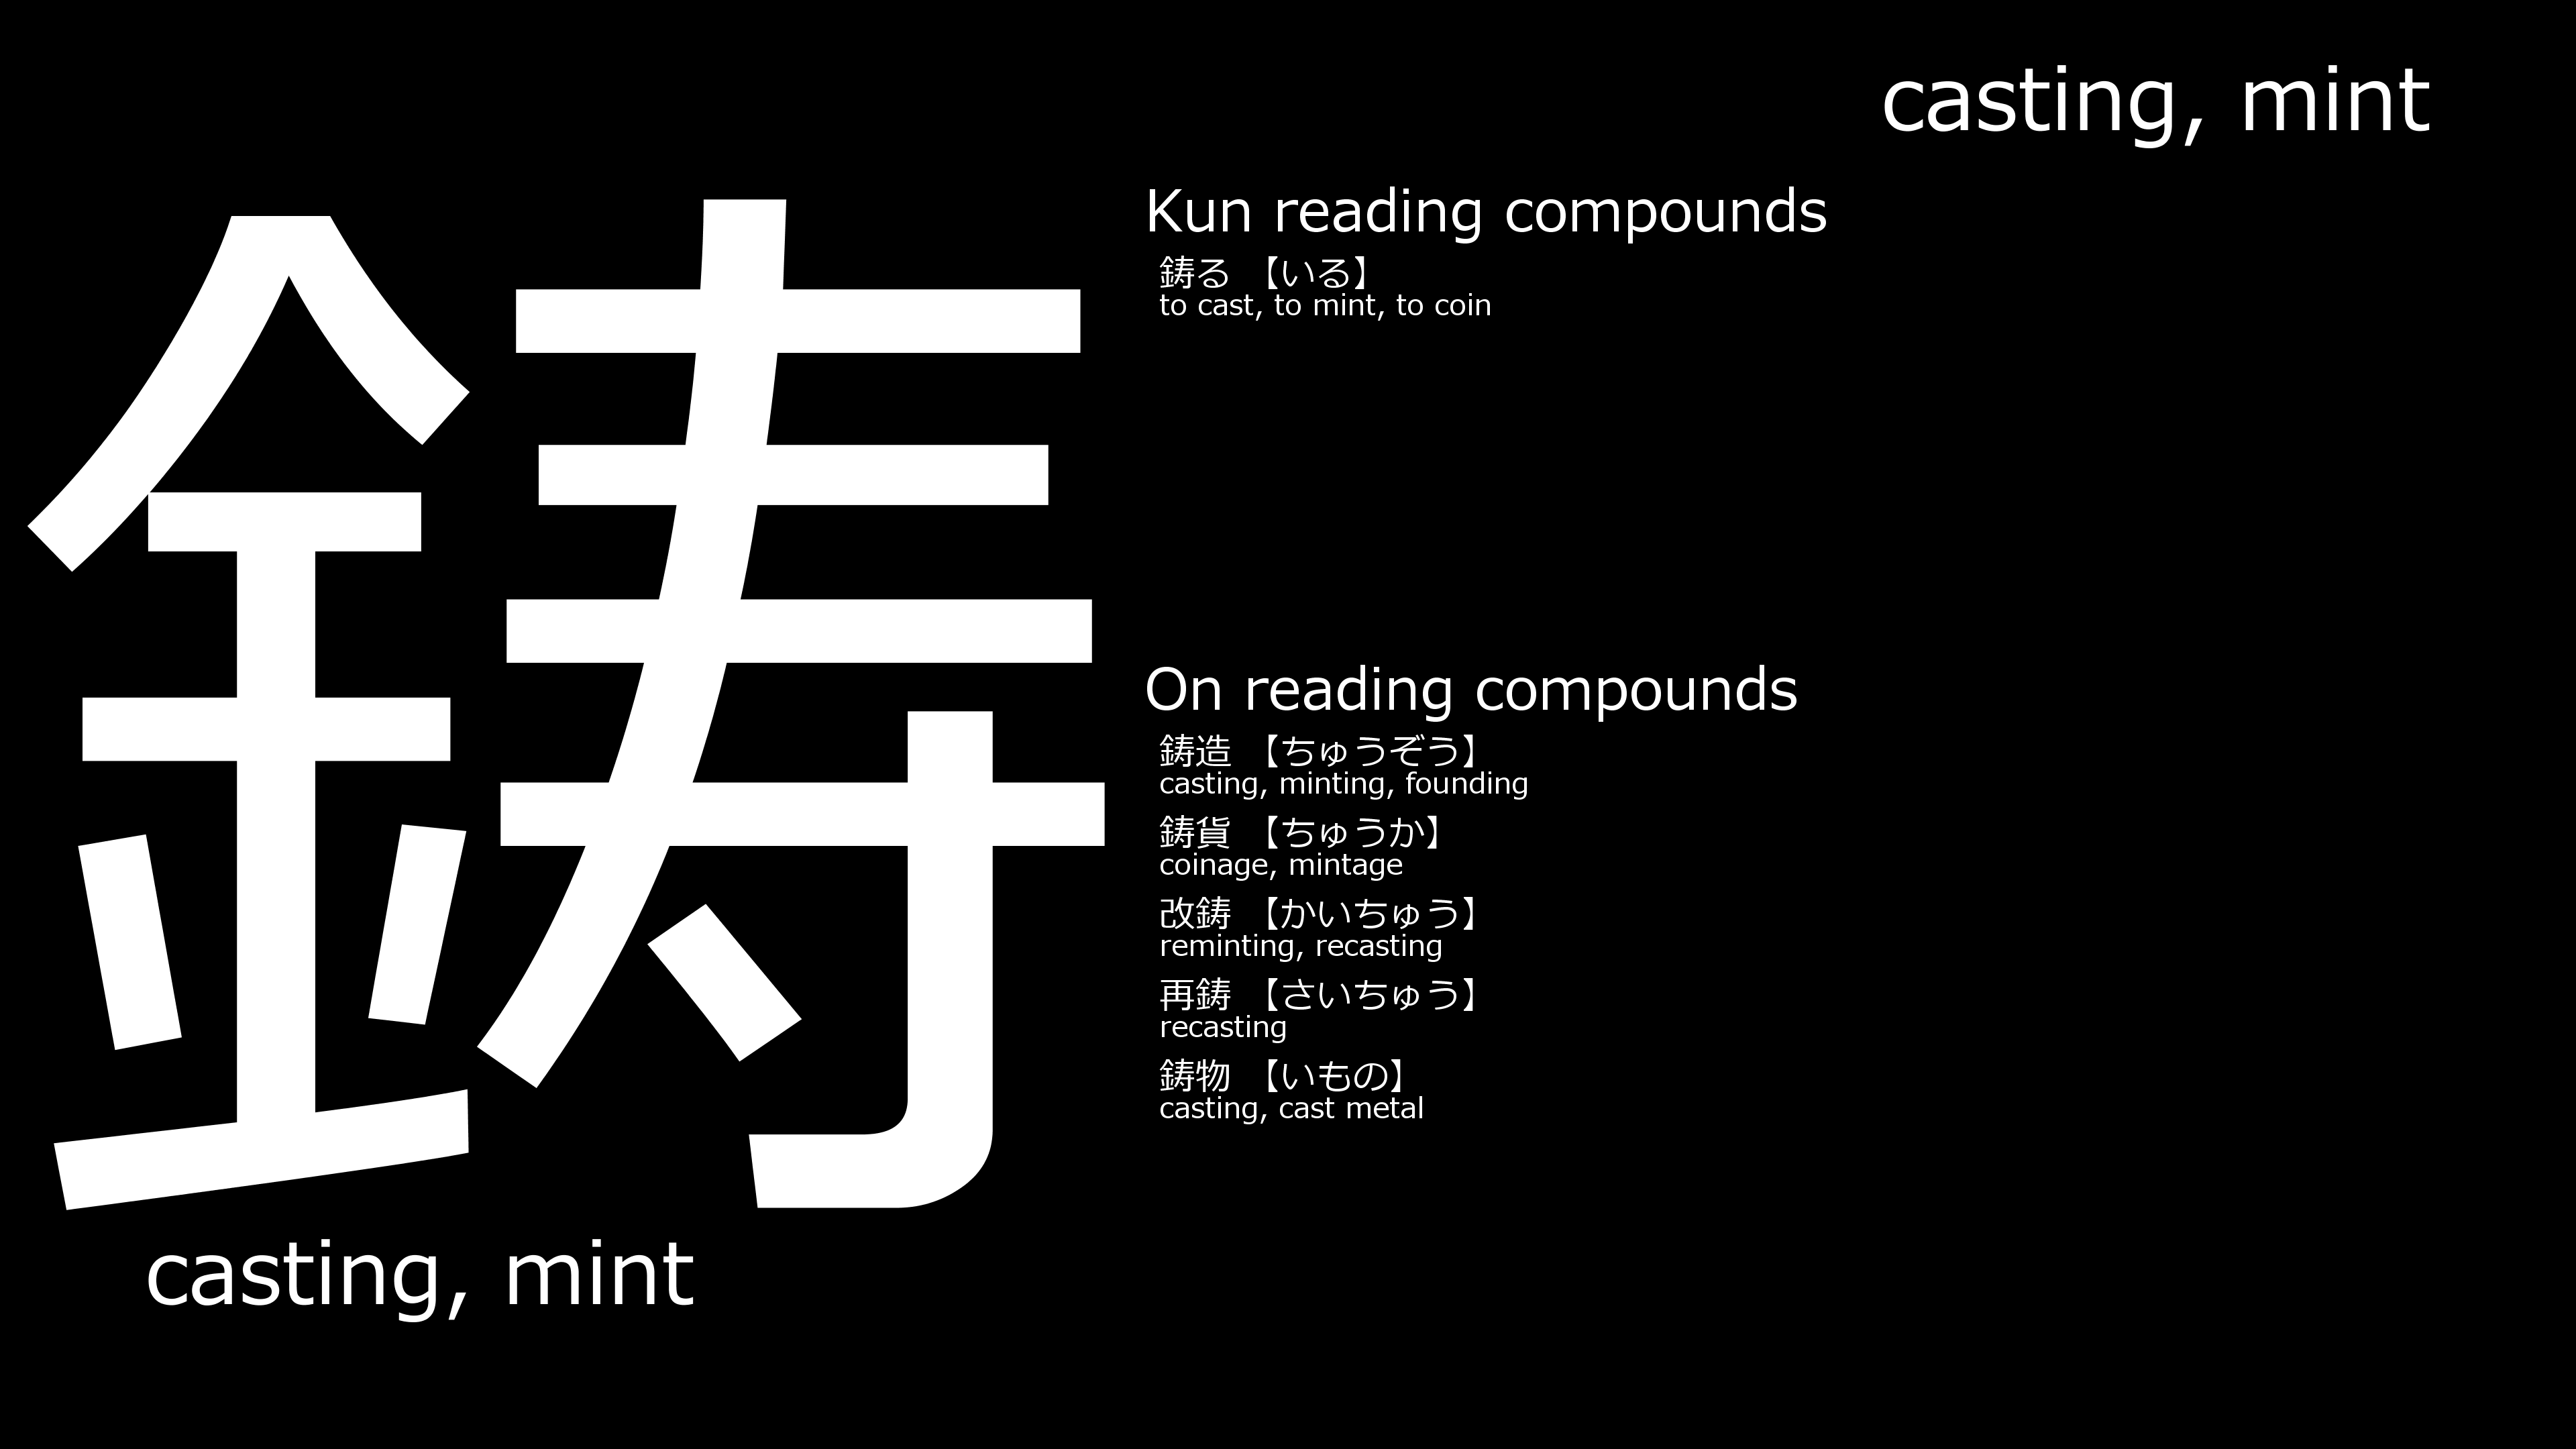 casting, mint
鋳
casting, mint
Kun reading compounds
鋳る 【いる】
to cast, to mint, to coin
On reading compounds
鋳造 【ちゅうぞう】
casting, minting, founding
鋳貨 【ちゅうか】
coinage, mintage
改鋳 【かいちゅう】
reminting, recasting
再鋳 【さいちゅう】
recasting
鋳物 【いもの】
casting, cast metal